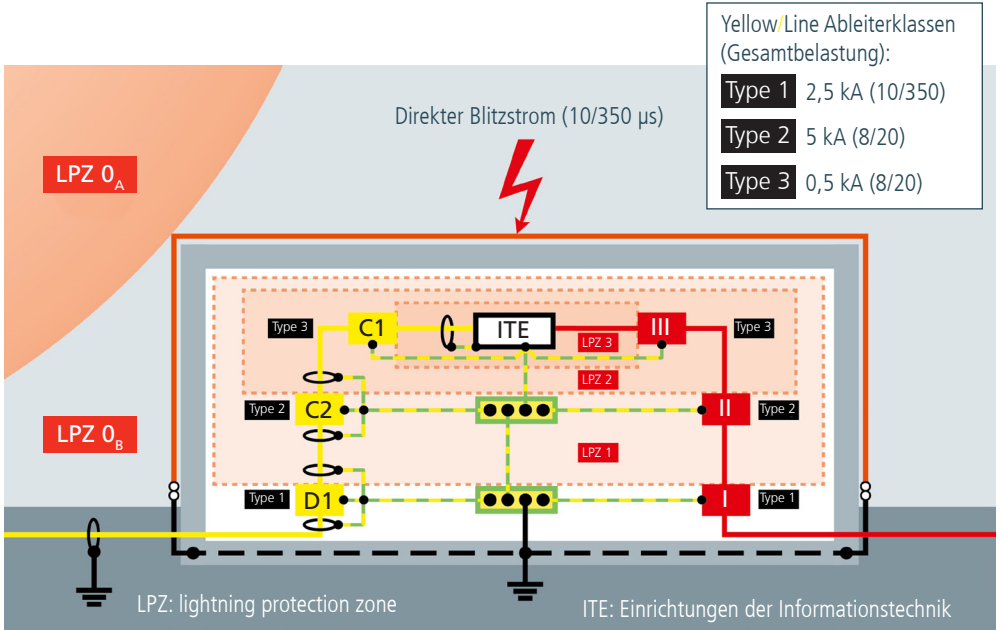 Yellow/Line Ableiterklassen
(Gesamtbelastung):
Type 1 2,5 kA (10/350)
Type 2 5 kA (8/20)
Type 3 0,5 kA (8/20)
Direkter Blitzstrom (10/350 µs)
LPZ 0A
Type 3 C1 ITE III Type 3
LPZ 3
LPZ 2
Type 2 C2 II Type 2
LPZ 0B
LPZ 1
Type 1 D1 I Type 1
LPZ: lightning protection zone
ITE: Einrichtungen der Informationstechnik